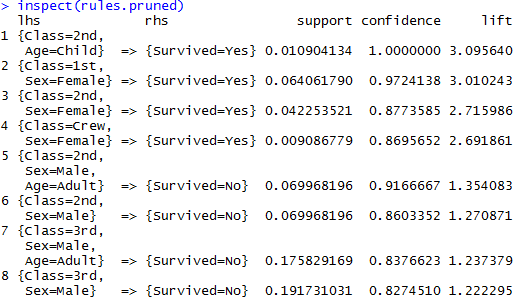 > inspect(rules.pruned)
  lhs             rhs               support confidence     lift
1 {Class=2nd,
   Age=Child}  => {Survived=Yes} 0.010904134  1.0000000 3.095640
2 {Class=1st,
   Sex=Female} => {Survived=Yes} 0.064061790  0.9724138 3.010243
3 {Class=2nd,
   Sex=Female} => {Survived=Yes} 0.042253521  0.8773585 2.715986
4 {Class=Crew,
   Sex=Female} => {Survived=Yes} 0.009086779  0.8695652 2.691861
5 {Class=2nd,
   Sex=Male,
   Age=Adult}  => {Survived=No}  0.069968196  0.9166667 1.354083
6 {Class=2nd,
   Sex=Male}   => {Survived=No}  0.069968196  0.8603352 1.270871
7 {Class=3rd,
   Sex=Male,
   Age=Adult}  => {Survived=No}  0.175829169  0.8376623 1.237379
8 {Class=3rd,
   Sex=Male}   => {Survived=No}  0.191731031  0.8274510 1.222295